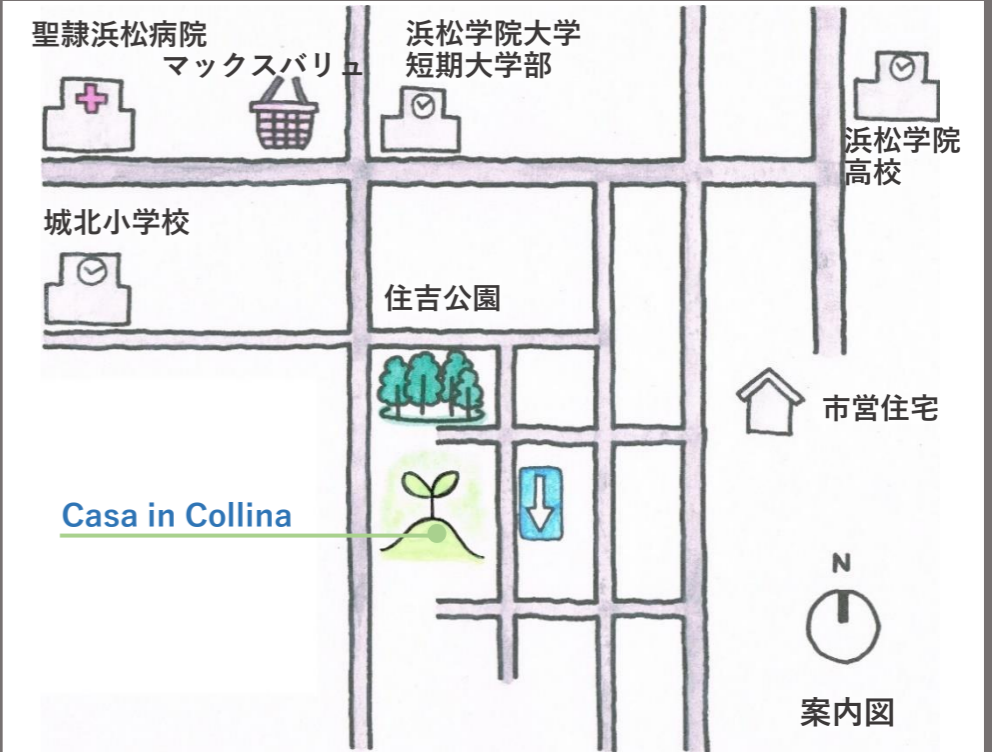 聖隷浜松病院
マックスバリュ
浜松学院大学
短期大学部
浜松学院
高校
城北小学校
住吉公園
市営住宅
Casa in Collina
N
案内図